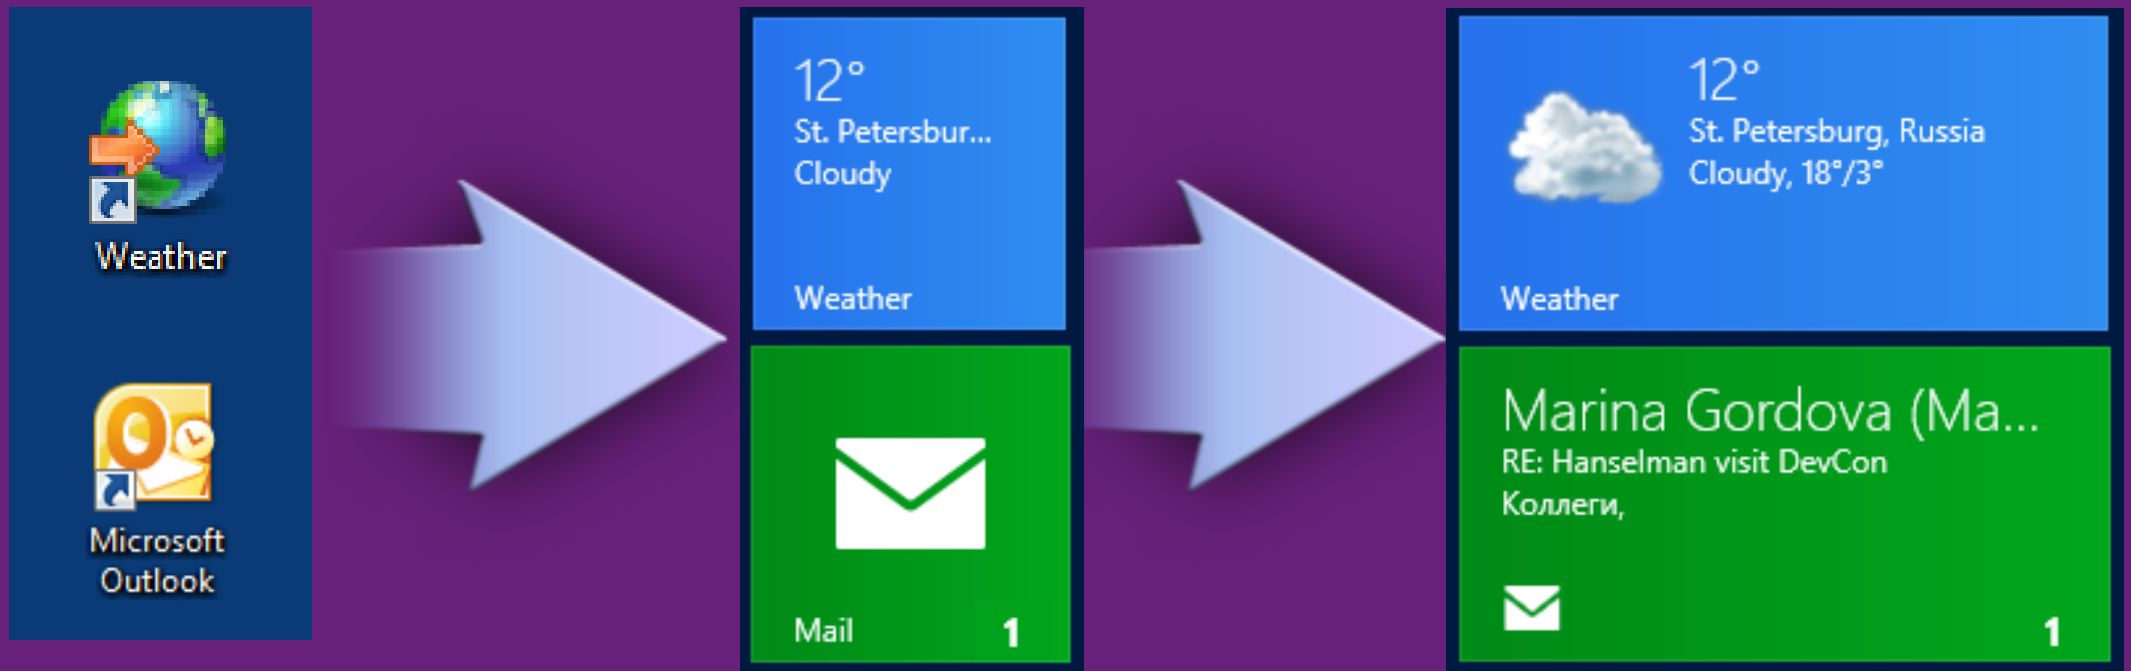 Weather
Microsoft
Outlook
12°
St. Petersbur...
Cloudy
Weather
Mail
1
12°
St. Petersburg, Russia
Cloudy, 18°/3°
Weather
Marina Gordova (Ma...
RE: Hanselman visit DevCon
Коллеги,
1